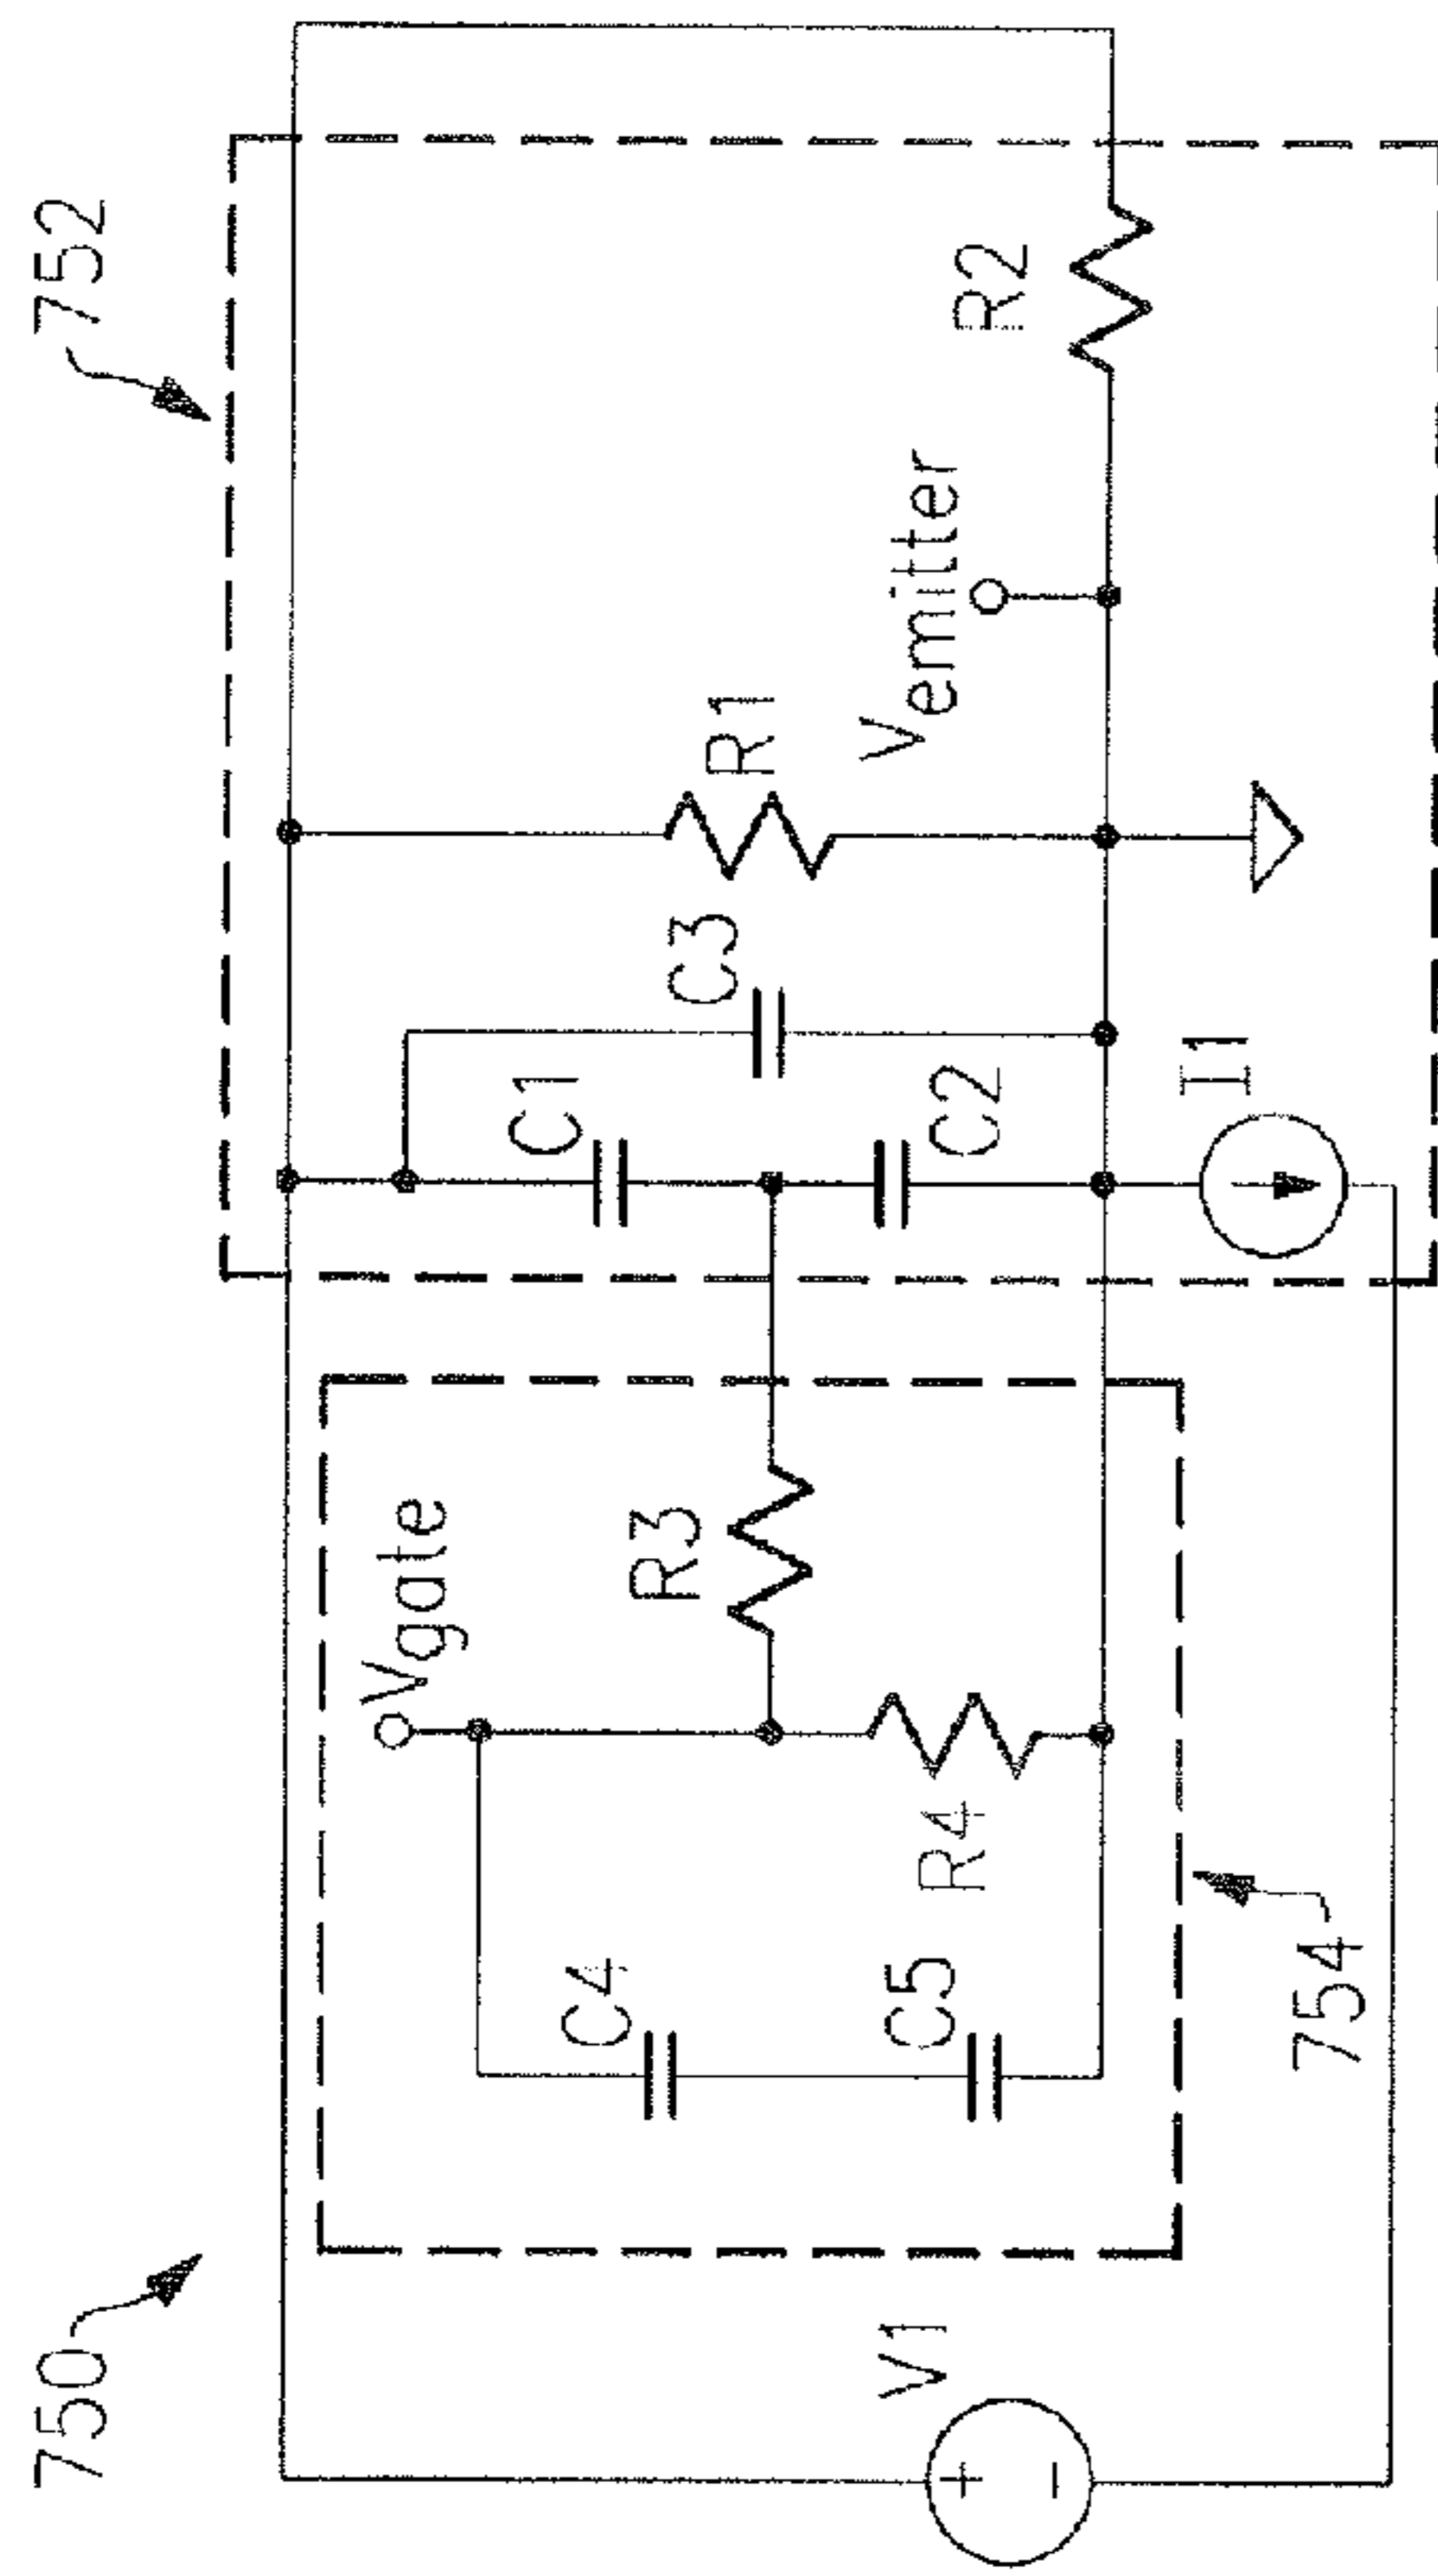 750
752
Vgate
C4
C5
R4
R3
C1
C2
C3
R1
Vemitter
R2
I1
V1
+
-
754